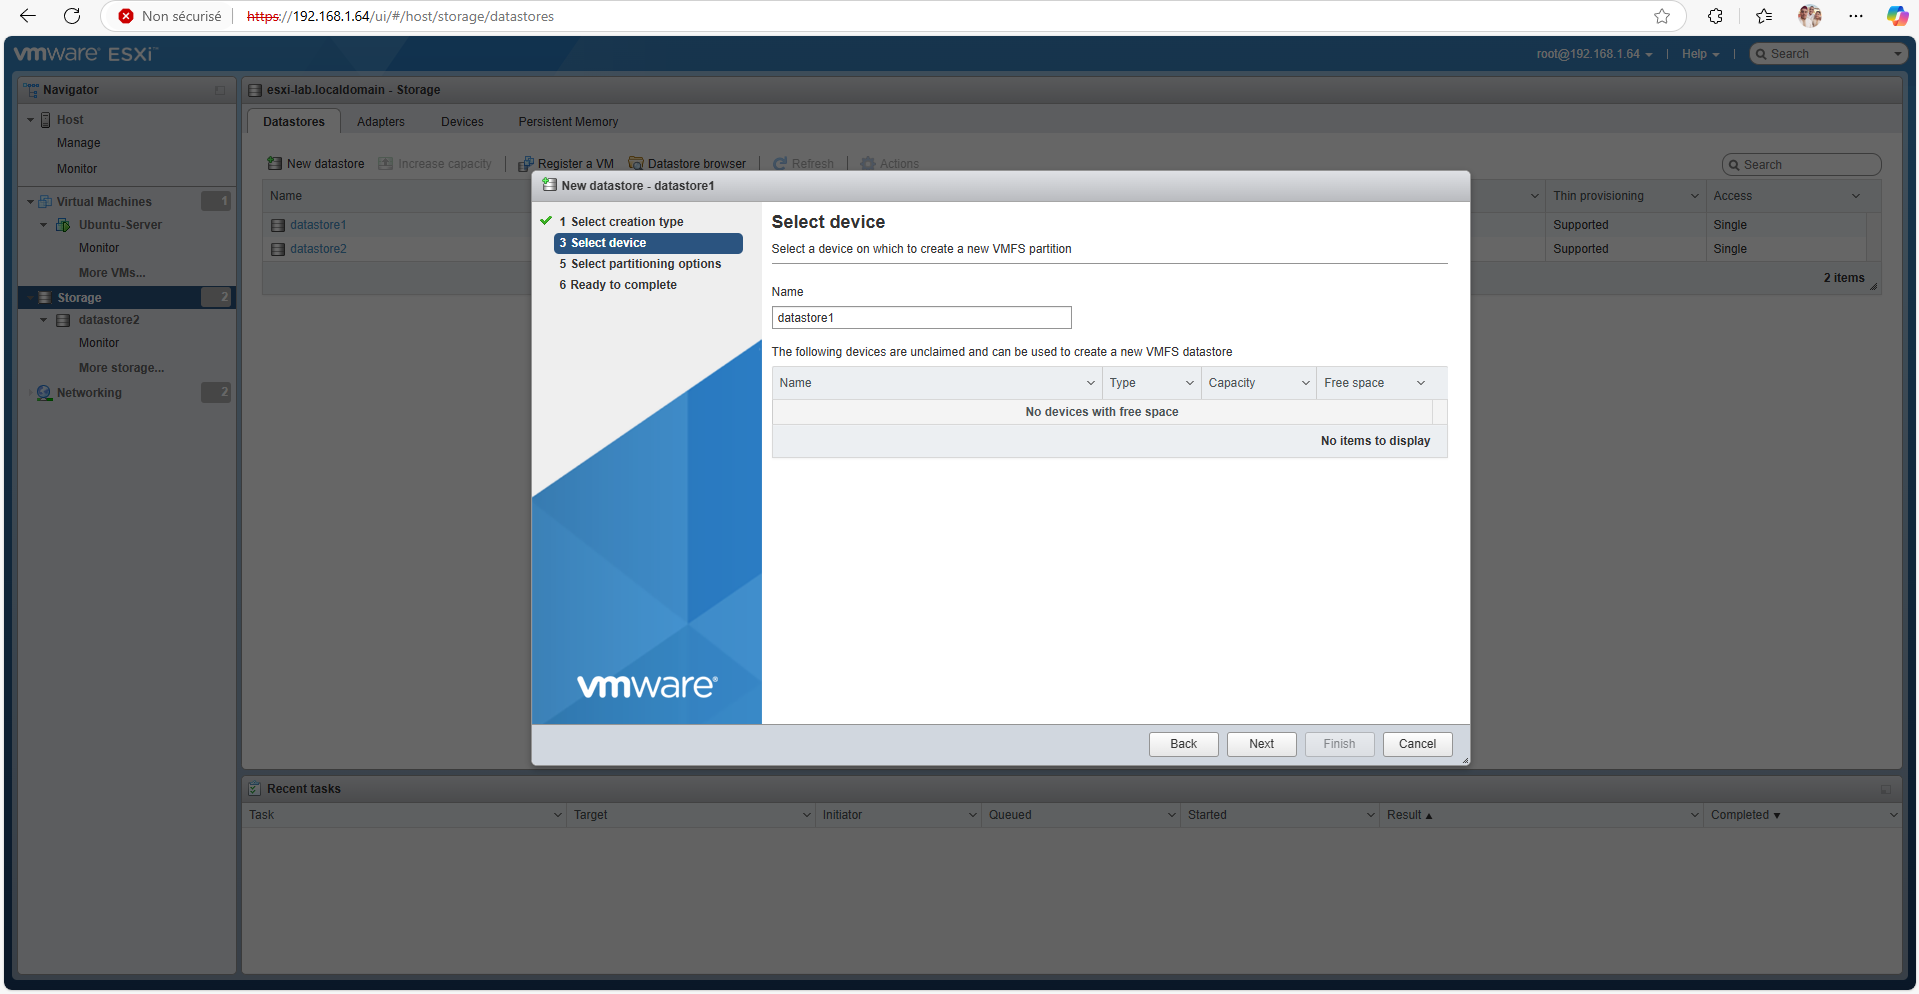 Non sécurisé
https://192.168.1.64/ui/#/host/storage/datastores
vmware ESXi™
root@192.168.1.64 | Help | Search
Navigator
Host
Manage
Monitor
Virtual Machines 1
Ubuntu-Server
Monitor
More VMs...
Storage 2
datastore2
Monitor
More storage...
Networking 2
esxi-lab.localdomain - Storage
Datastores Adapters Devices Persistent Memory
New datastore Increase capacity | Register a VM Datastore browser | Refresh | Actions
Search
Name Thin provisioning Access
datastore1 Supported Single
datastore2 Supported Single
2 items
New datastore - datastore1
1 Select creation type
3 Select device
5 Select partitioning options
6 Ready to complete
vmware®
Select device
Select a device on which to create a new VMFS partition
Name
datastore1
The following devices are unclaimed and can be used to create a new VMFS datastore
Name Type Capacity Free space
No devices with free space
No items to display
Back Next Finish Cancel
Recent tasks
Task Target Initiator Queued Started Result ▲ Completed ▼